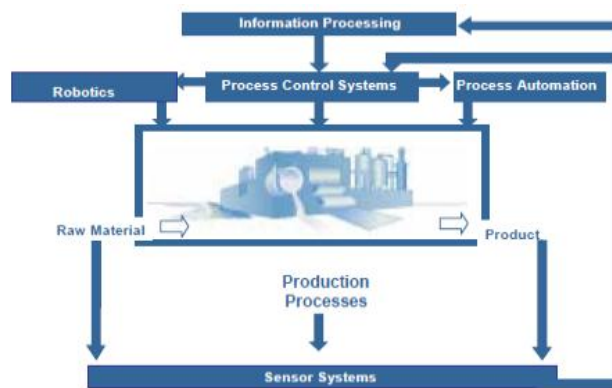 Information Processing
Robotics
Process Control Systems
Process Automation
Raw Material
Product
Production
Processes
Sensor Systems